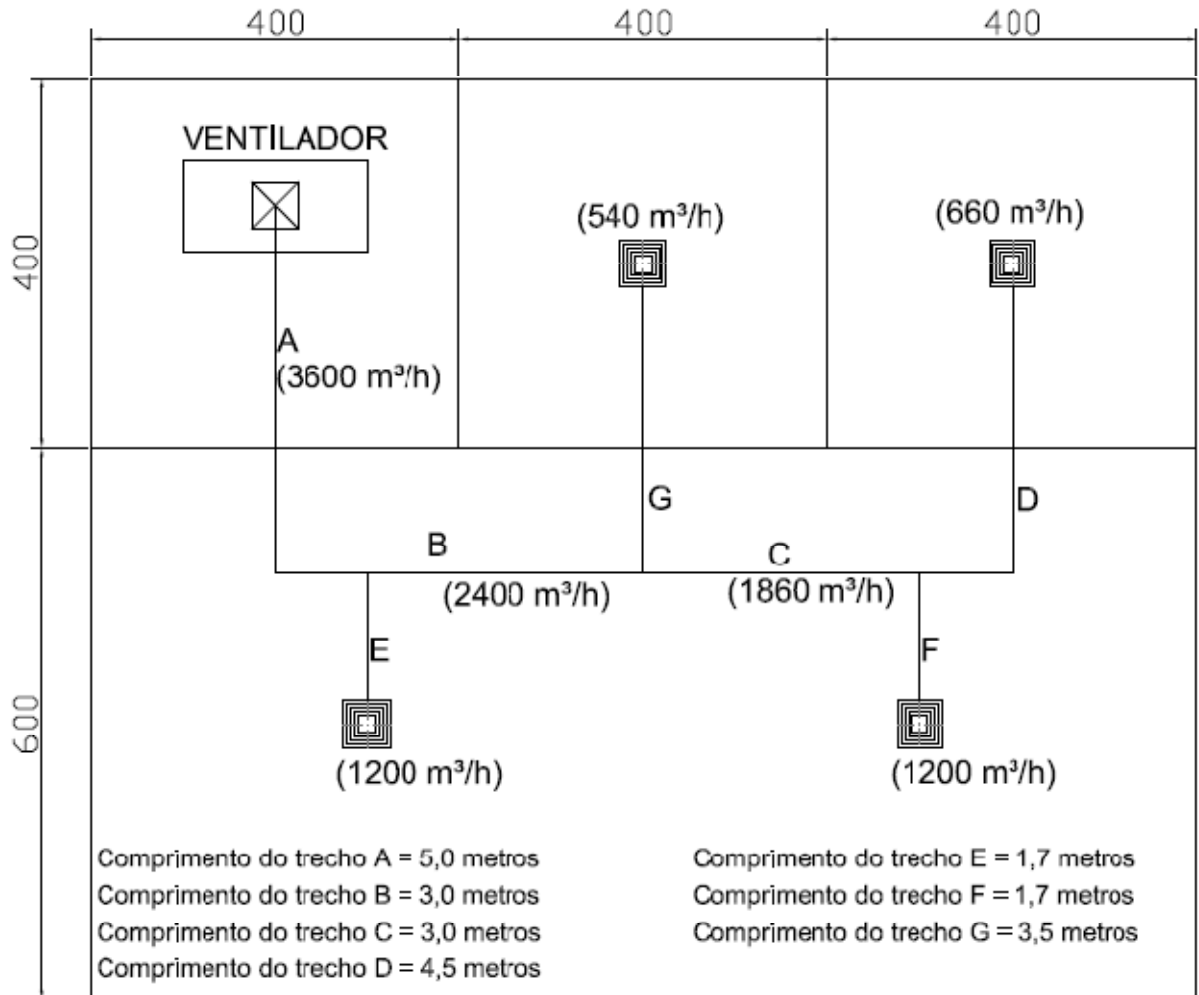 400 400 400
VENTILADOR
(540 m³/h)
(660 m³/h)
400
A
(3600 m³/h)
G
D
B
C
(2400 m³/h)
(1860 m³/h)
E
F
600
(1200 m³/h)
(1200 m³/h)
Comprimento do trecho A = 5,0 metros
Comprimento do trecho B = 3,0 metros
Comprimento do trecho C = 3,0 metros
Comprimento do trecho D = 4,5 metros
Comprimento do trecho E = 1,7 metros
Comprimento do trecho F = 1,7 metros
Comprimento do trecho G = 3,5 metros